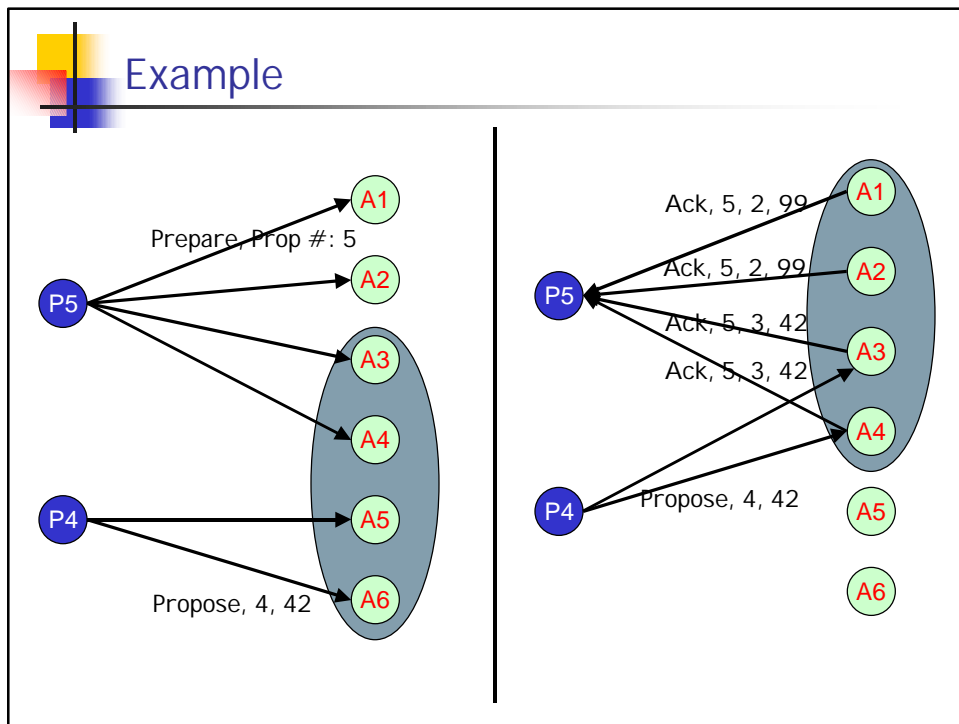 Example
A1
Prepare, Prop #: 5
A2
P5
A3
A4
P4
A5
Propose, 4, 42
A6
A1
Ack, 5, 2, 99
Ack, 5, 2, 99
A2
P5
Ack, 5, 3, 42
A3
Ack, 5, 3, 42
A4
P4
Propose, 4, 42
A5
A6